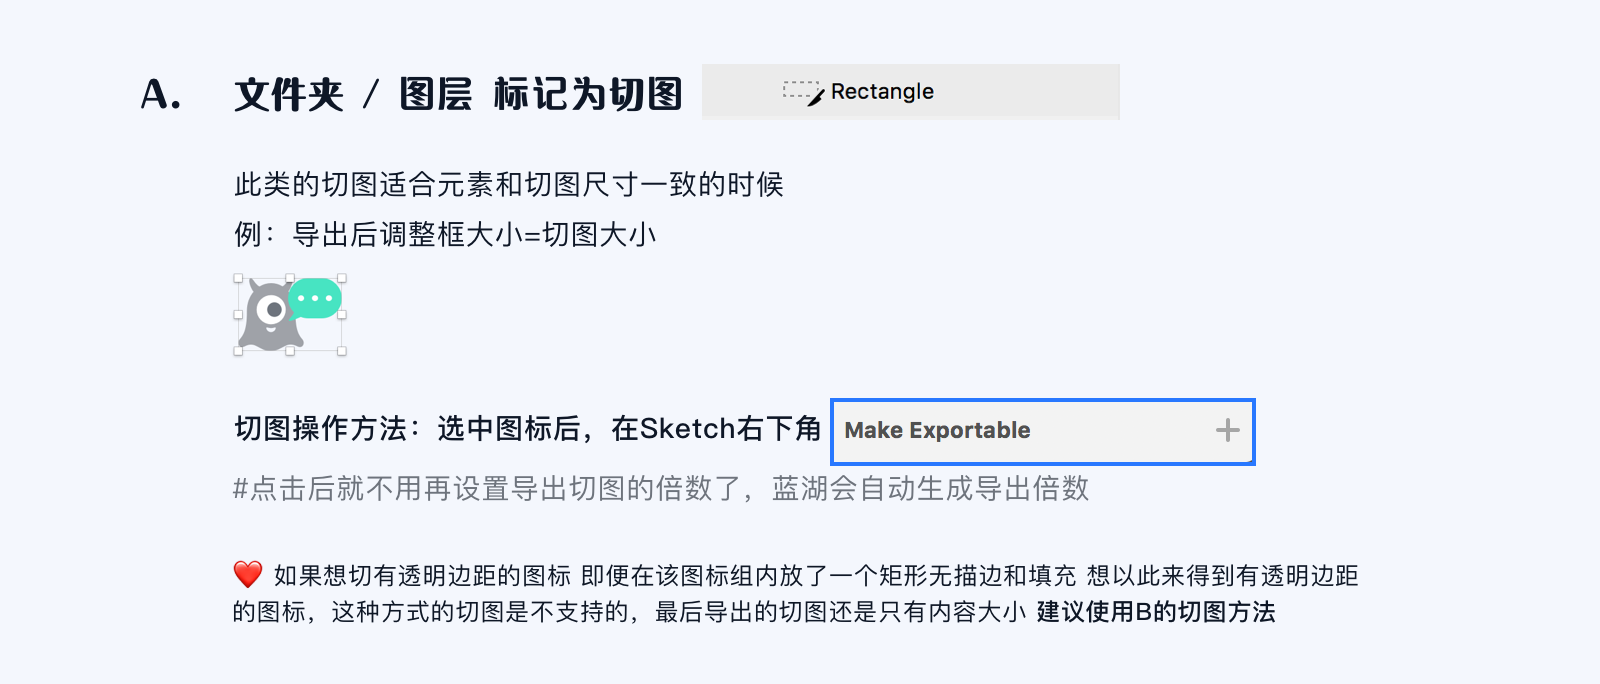 A. 文件夹 / 图层 标记为切图 Rectangle
此类的切图适合元素和切图尺寸一致的时候
例：导出后调整框大小=切图大小
切图操作方法：选中图标后，在Sketch右下角 Make Exportable +
#点击后就不用再设置导出切图的倍数了，蓝湖会自动生成导出倍数
❤️ 如果想切有透明边距的图标 即便在该图标组内放了一个矩形无描边和填充 想以此来得到有透明边距
的图标，这种方式的切图是不支持的，最后导出的切图还是只有内容大小 建议使用B的切图方法